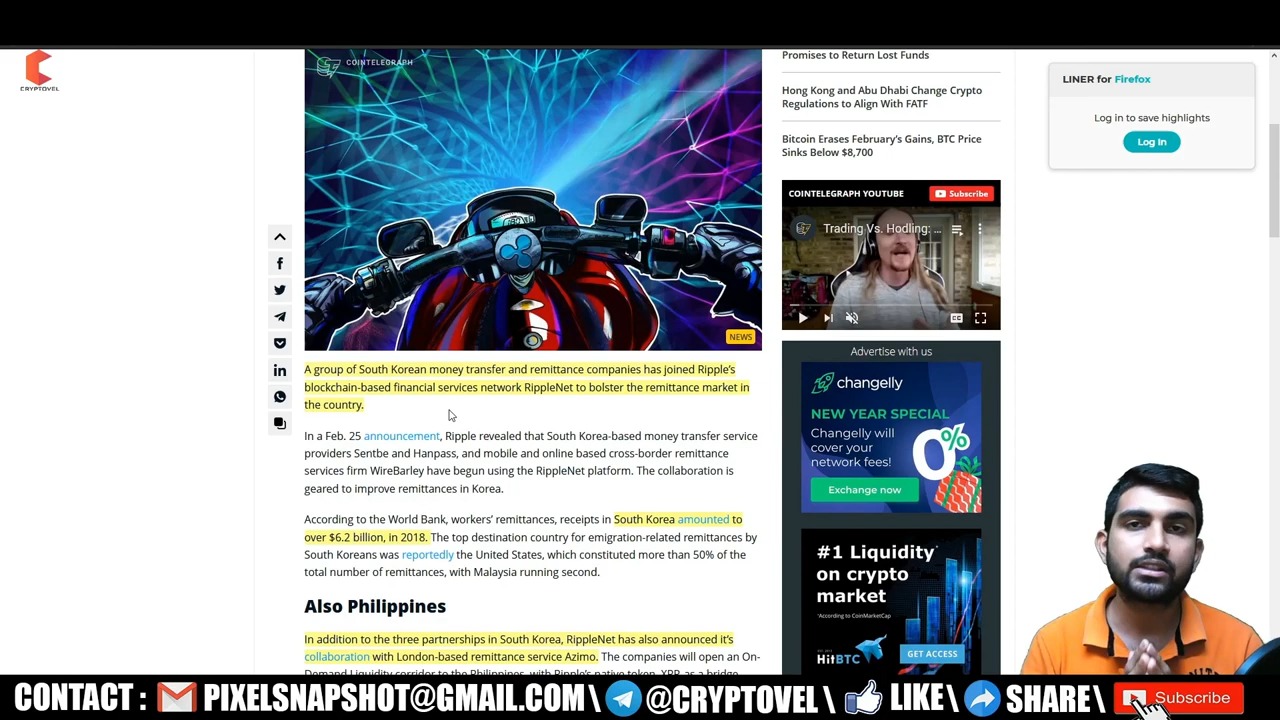 CRYPTOVEL
COINTELEGRAPH
NEWS
A group of South Korean money transfer and remittance companies has joined Ripple's
blockchain-based financial services network RippleNet to bolster the remittance market in
the country.
In a Feb. 25 announcement, Ripple revealed that South Korea-based money transfer service
providers Sentbe and Hanpass, and mobile and online based cross-border remittance
services firm WireBarley have begun using the RippleNet platform. The collaboration is
geared to improve remittances in Korea.
According to the World Bank, workers' remittances, receipts in South Korea amounted to
over $6.2 billion, in 2018. The top destination country for emigration-related remittances by
South Koreans was reportedly the United States, which constituted more than 50% of the
total number of remittances, with Malaysia running second.
Also Philippines
In addition to the three partnerships in South Korea, RippleNet has also announced it's
collaboration with London-based remittance service Azimo. The companies will open an On-
Demand Liquidity corridor to the Philippines, with Ripple's native token, XRP, as a bridge
Promises to Return Lost Funds
Hong Kong and Abu Dhabi Change Crypto
Regulations to Align With FATF
Bitcoin Erases February's Gains, BTC Price
Sinks Below $8,700
COINTELEGRAPH YOUTUBE
Subscribe
Trading Vs. Hodling: ...
CC
Advertise with us
changelly
NEW YEAR SPECIAL
Changelly will
cover your
network fees!
0%
Exchange now
#1 Liquidity*
on crypto
market
*According to CoinMarketCap
HitBTC
GET ACCESS
LINER for Firefox
Log in to save highlights
Log In
CONTACT : PIXELSNAPSHOT@GMAIL.COM\ @CRYPTOVEL\ LIKE\ SHARE\ Subscribe